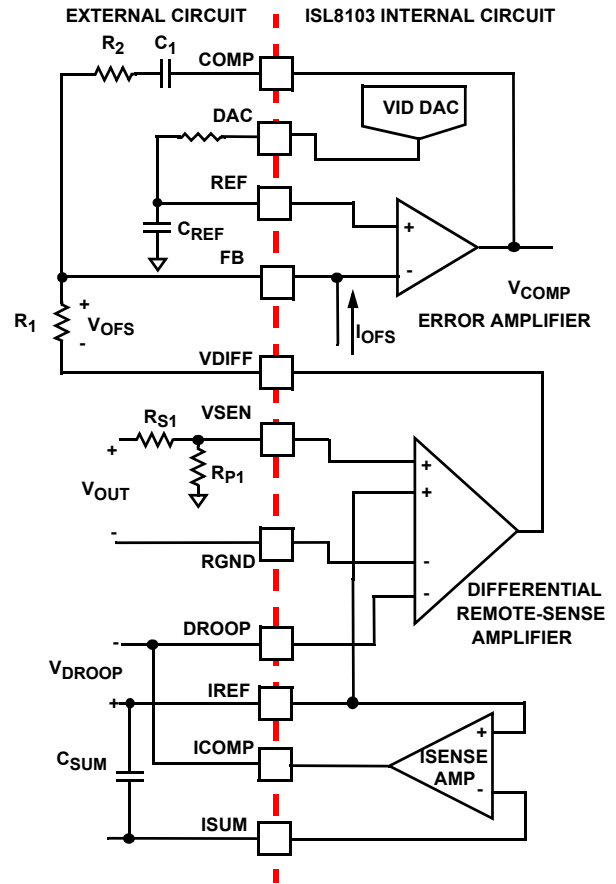 EXTERNAL CIRCUIT
ISL8103 INTERNAL CIRCUIT
R2
C1
COMP
VID DAC
DAC
REF
+
CREF
FB
-
VCOMP
ERROR AMPLIFIER
IOFS
R1
+
VOFS
-
VDIFF
RS1
VSEN
+
+
+
RP1
VOUT
-
-
RGND
-
DIFFERENTIAL
REMOTE-SENSE
AMPLIFIER
DROOP
-
VDROOP
+
IREF
ICOMP
+
ISENSE
AMP
-
CSUM
ISUM